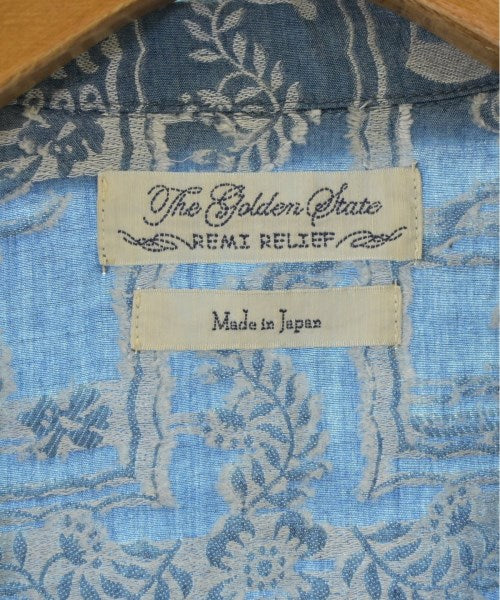 The Golden State
REMI RELIEF
Made in Japan